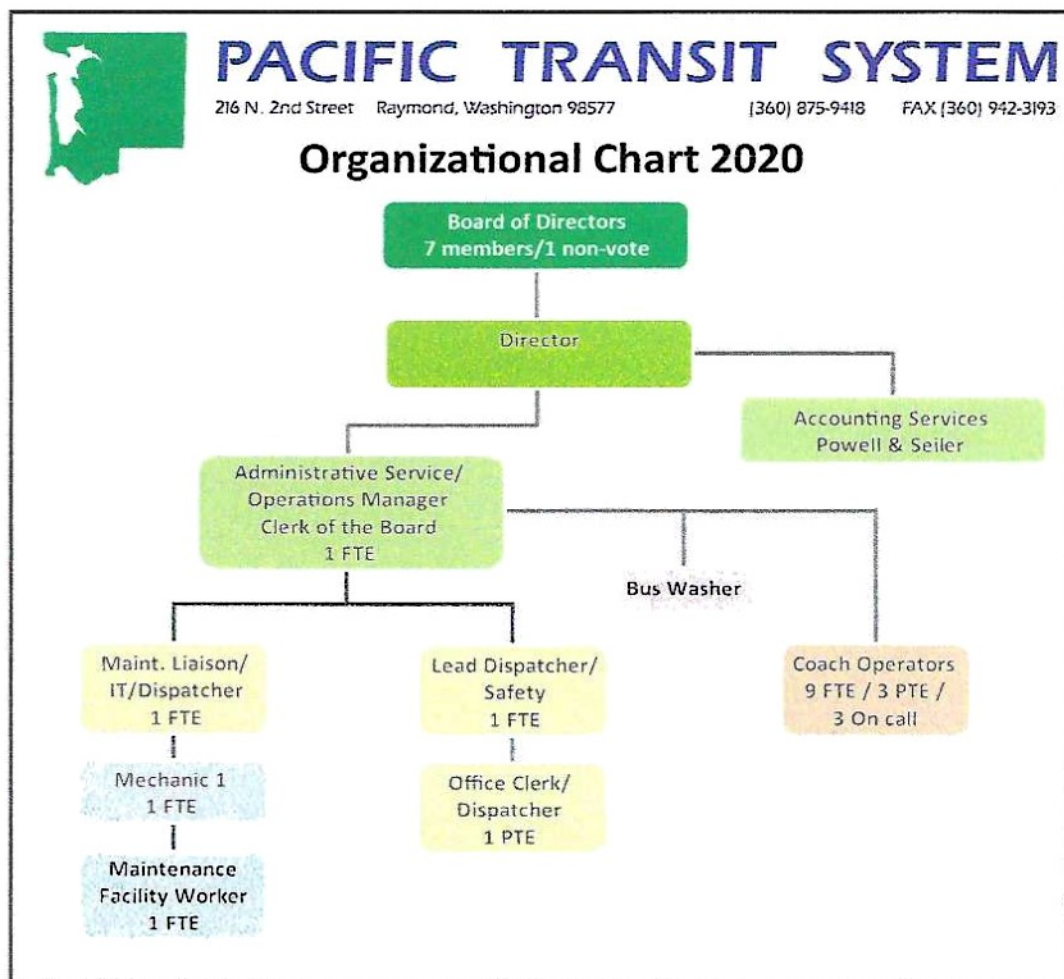 PACIFIC TRANSIT SYSTEM
216 N. 2nd Street Raymond, Washington 98577 (360) 875-9418 FAX (360) 942-3193
Organizational Chart 2020
Board of Directors
7 members/1 non-vote
Director
Accounting Services
Powell & Seiler
Administrative Service/
Operations Manager
Clerk of the Board
1 FTE
Bus Washer
Maint. Liaison/
IT/Dispatcher
1 FTE
Lead Dispatcher/
Safety
1 FTE
Coach Operators
9 FTE / 3 PTE /
3 On call
Mechanic 1
1 FTE
Office Clerk/
Dispatcher
1 PTE
Maintenance
Facility Worker
1 FTE